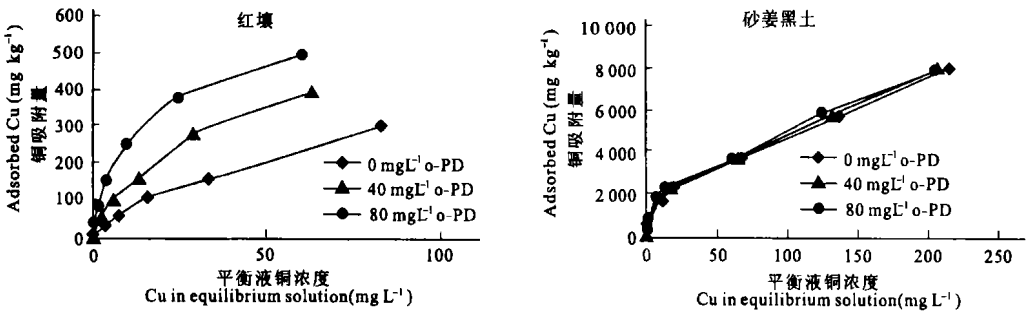 红壤
Adsorbed Cu (mg kg⁻¹)
铜吸附量
600
500
400
300
200
100
0
0
50
100
0 mgL⁻¹ o-PD
40 mgL⁻¹ o-PD
80 mgL⁻¹ o-PD
平衡液铜浓度
Cu in equilibrium solution(mg L⁻¹)
砂姜黑土
Adsorbed Cu (mg kg⁻¹)
铜吸附量
10 000
8 000
6 000
4 000
2 000
0
0
50
100
150
200
250
0 mgL⁻¹ o-PD
40 mgL⁻¹ o-PD
80 mgL⁻¹ o-PD
平衡液铜浓度
Cu in equilibrium solution(mg L⁻¹)